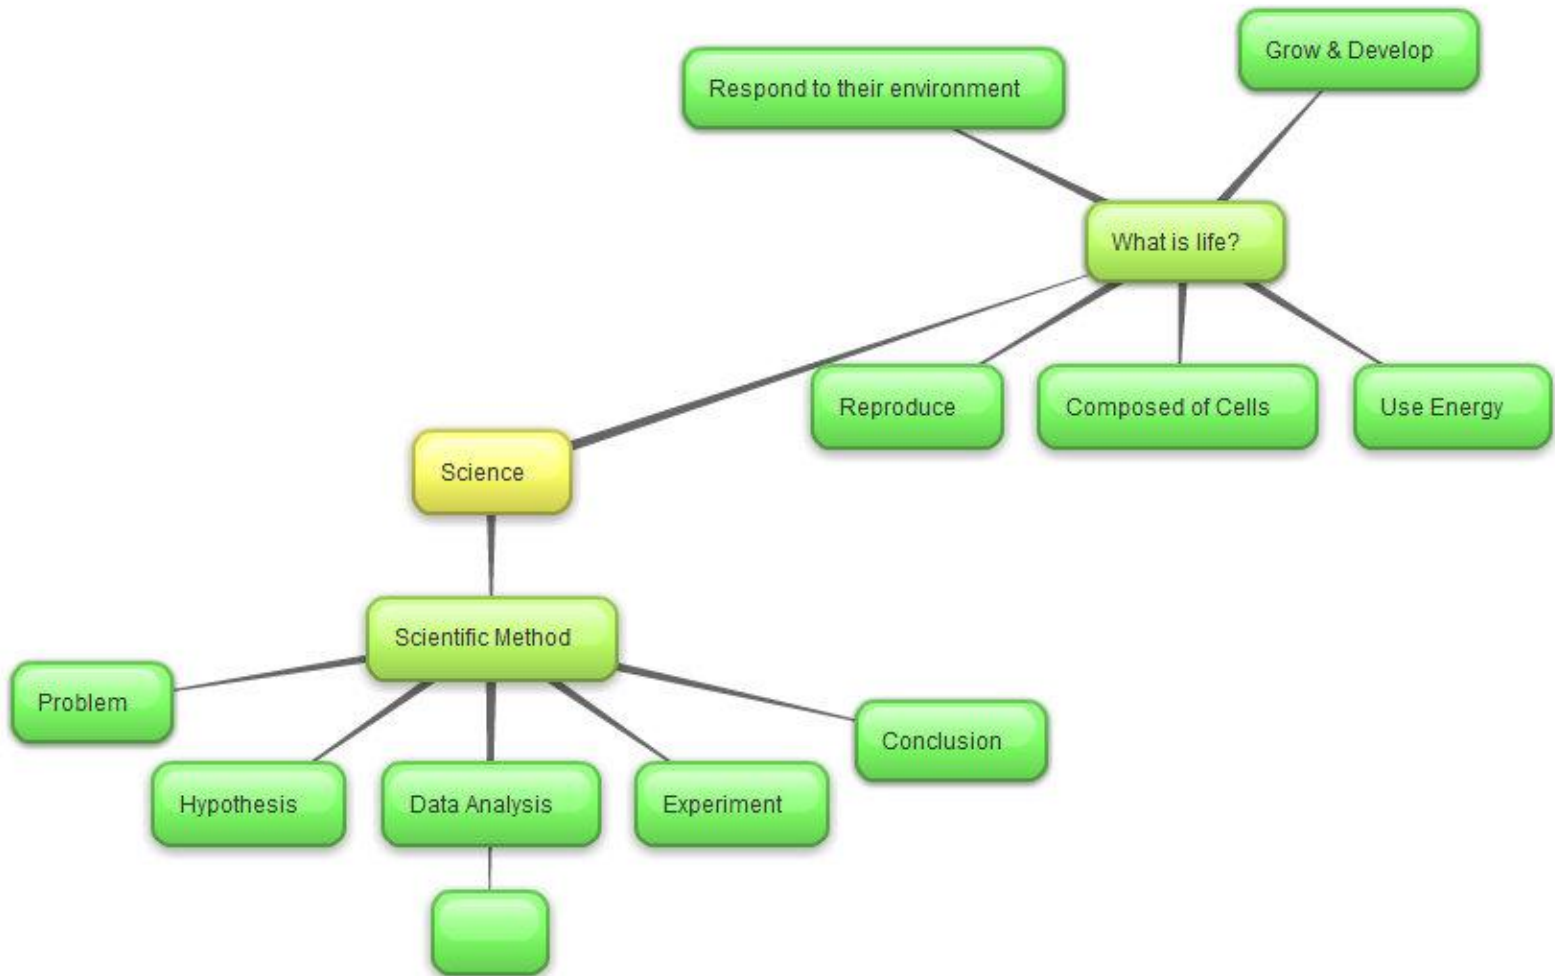 Grow & Develop
Respond to their environment
What is life?
Reproduce
Composed of Cells
Use Energy
Science
Scientific Method
Problem
Conclusion
Hypothesis
Data Analysis
Experiment